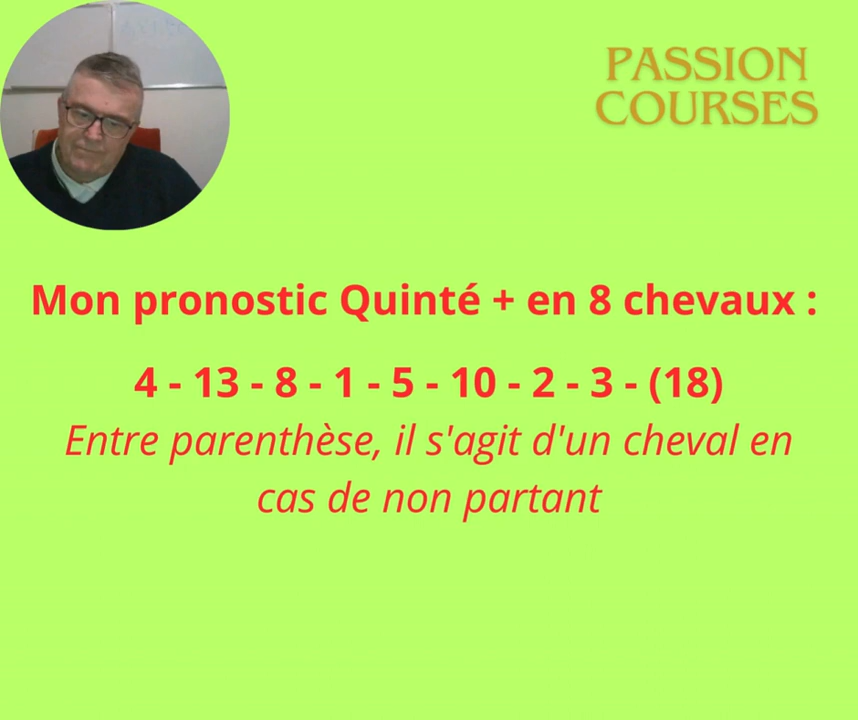 PASSION
COURSES
Mon pronostic Quinté + en 8 chevaux :
4 - 13 - 8 - 1 - 5 - 10 - 2 - 3 - (18)
Entre parenthèse, il s'agit d'un cheval en
cas de non partant